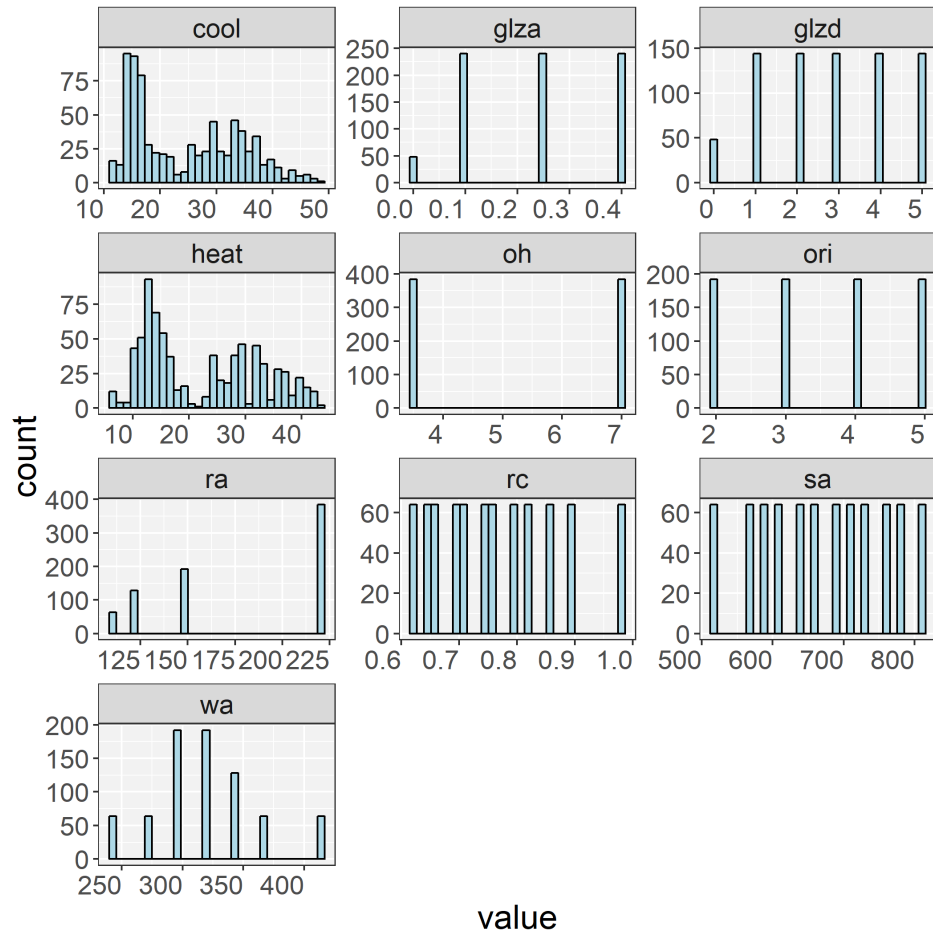 cool glza glzd
75
50
25
0
10 20 30 40 50
250
200
150
100
50
0
0.0 0.1 0.2 0.3 0.4
150
100
50
0
0 1 2 3 4 5
heat oh ori
75
50
25
0
10 20 30 40
400
300
200
100
0
4 5 6 7
200
150
100
50
0
2 3 4 5
ra rc sa
400
300
200
100
0
125 150 175 200 225
60
40
20
0
0.6 0.7 0.8 0.9 1.0
60
40
20
0
500 600 700 800
wa
200
150
100
50
0
250 300 350 400
count
value